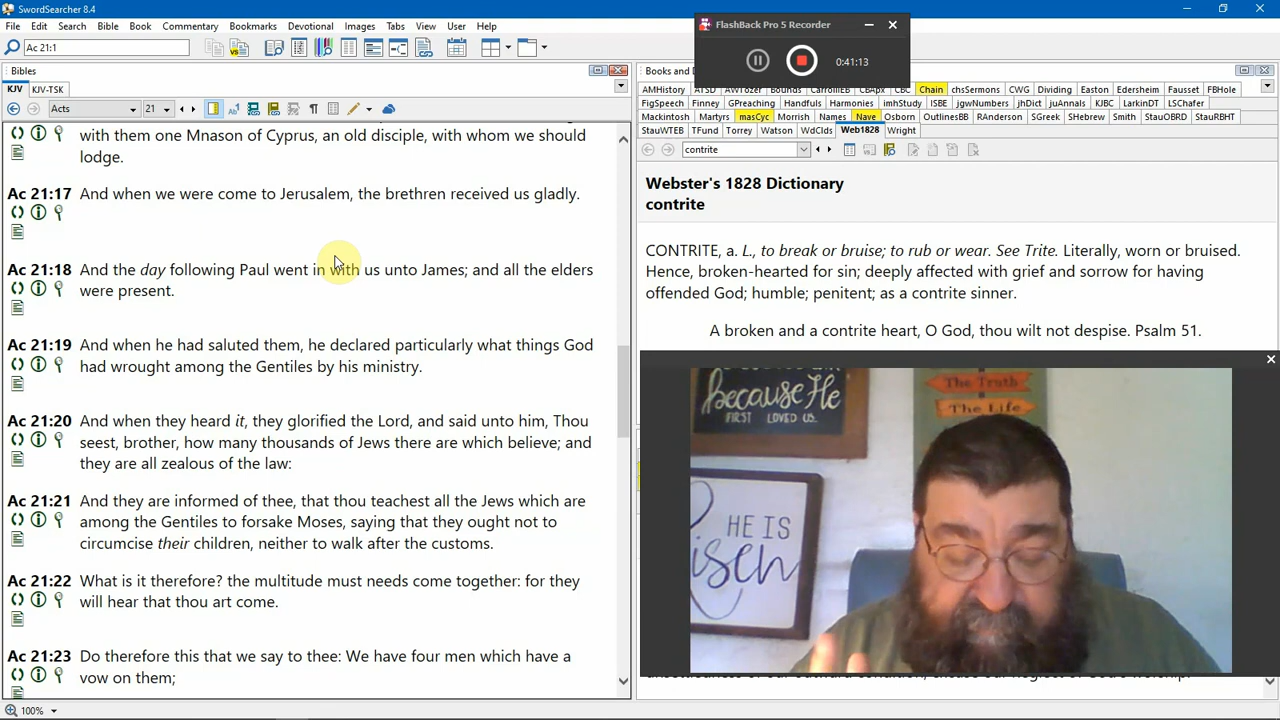 SwordSearcher 8.4
File Edit Search Bible Book Commentary Bookmarks Devotional Images Tabs View User Help
Ac 21:1
FlashBack Pro 5 Recorder
0:41:13
Bibles
KJV KJV-TSK
Acts 21
with them one Mnason of Cyprus, an old disciple, with whom we should
lodge.
Ac 21:17 And when we were come to Jerusalem, the brethren received us gladly.
Ac 21:18 And the day following Paul went in with us unto James; and all the elders
were present.
Ac 21:19 And when he had saluted them, he declared particularly what things God
had wrought among the Gentiles by his ministry.
Ac 21:20 And when they heard it, they glorified the Lord, and said unto him, Thou
seest, brother, how many thousands of Jews there are which believe; and
they are all zealous of the law:
Ac 21:21 And they are informed of thee, that thou teachest all the Jews which are
among the Gentiles to forsake Moses, saying that they ought not to
circumcise their children, neither to walk after the customs.
Ac 21:22 What is it therefore? the multitude must needs come together: for they
will hear that thou art come.
Ac 21:23 Do therefore this that we say to thee: We have four men which have a
vow on them;
100%
Books and D
AMHistory ATSD AWTozer Bounds CarrollEB CBApx CBC Chain chsSermons CWG Dividing Easton Edersheim Fausset FBHole
FigSpeech Finney GPreaching Handfuls Harmonies imhStudy ISBE jgwNumbers jhDict juAnnals KJBC LarkinDT LSChafer
Mackintosh Martyrs masCyc Morrish Names Nave Osborn OutlinesBB RAnderson SGreek SHebrew Smith StauOBRD StauRBHT
StauWTEB TFund Torrey Watson WdClds Web1828 Wright
contrite
Webster's 1828 Dictionary
contrite
CONTRITE, a. L., to break or bruise; to rub or wear. See Trite. Literally, worn or bruised.
Hence, broken-hearted for sin; deeply affected with grief and sorrow for having
offended God; humble; penitent; as a contrite sinner.
A broken and a contrite heart, O God, thou wilt not despise. Psalm 51.
because He
FIRST LOVED US.
The Truth
The Life
HE IS
Risen